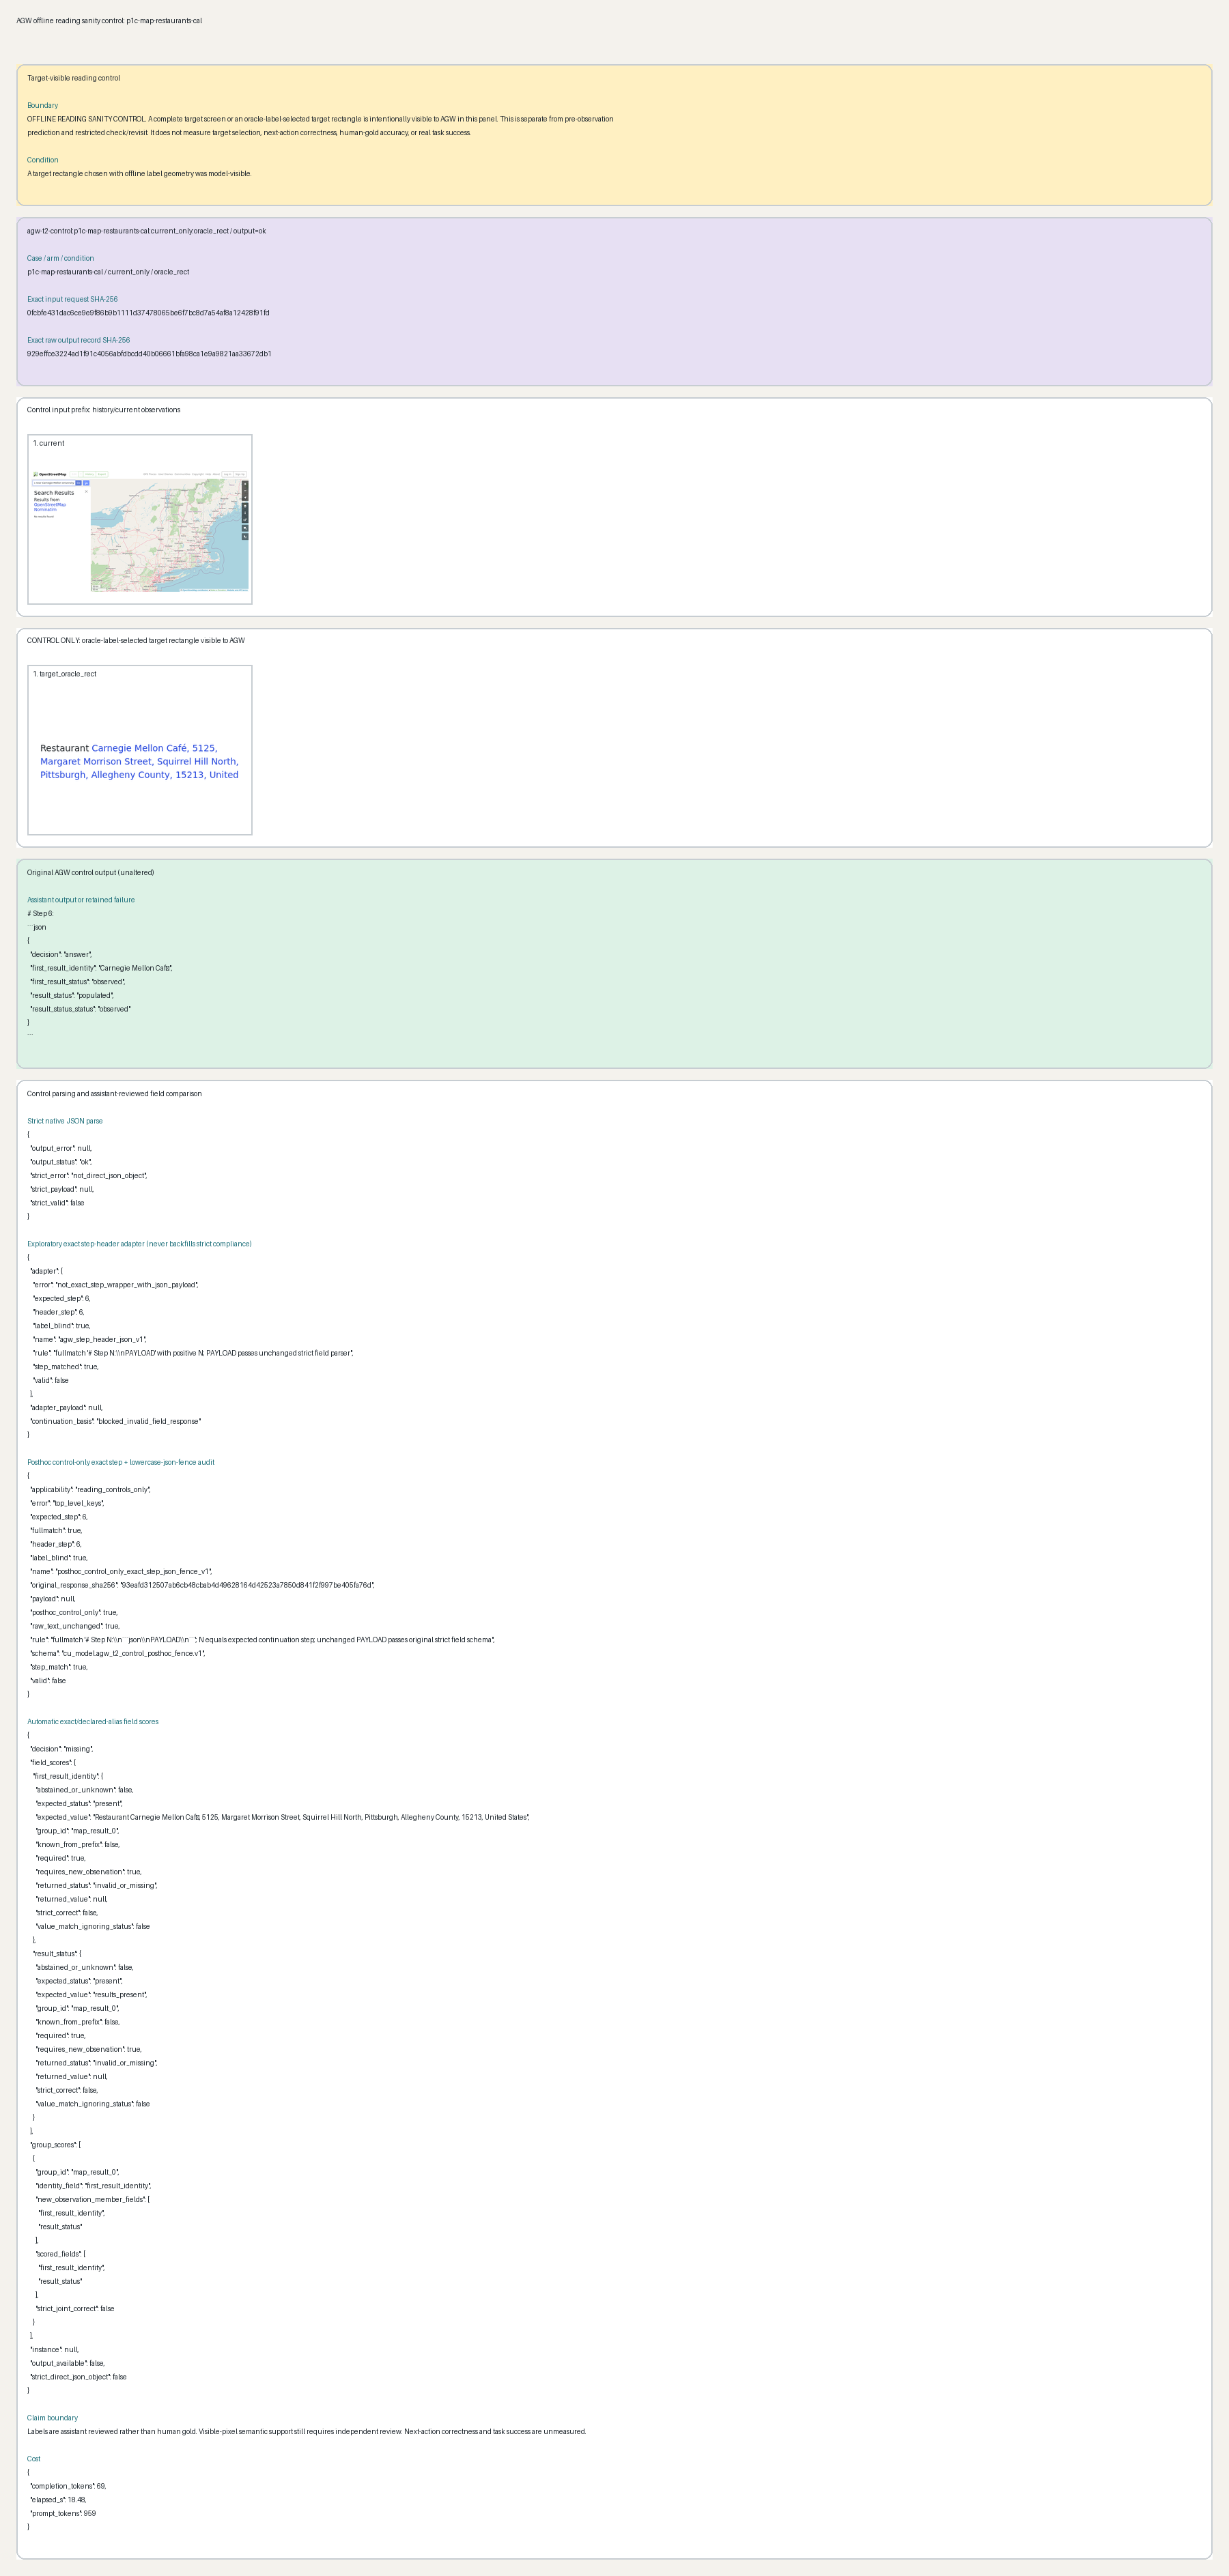 AGW offline reading sanity control: p1c-map-restaurants-cal
Target-visible reading control
Boundary
OFFLINE READING SANITY CONTROL. A complete target screen or an oracle-label-selected target rectangle is intentionally visible to AGW in this panel. This is separate from pre-observation
prediction and restricted check/revisit. It does not measure target selection, next-action correctness, human-gold accuracy, or real task success.
Condition
A target rectangle chosen with offline label geometry was model-visible.
agw-t2-control:p1c-map-restaurants-cal:current_only:oracle_rect / output=ok
Case / arm / condition
p1c-map-restaurants-cal / current_only / oracle_rect
Exact input request SHA-256
Exact raw output record SHA-256
Control input prefix: history/current observations
1. current
OpenStreetMap
Search Results
Results from
OpenStreetMap
Nominatim
No results found
CONTROL ONLY: oracle-label-selected target rectangle visible to AGW
1. target_oracle_rect
Restaurant Carnegie Mellon Café, 5125,
Margaret Morrison Street, Squirrel Hill North,
Pittsburgh, Allegheny County, 15213, United
Original AGW control output (unaltered)
Assistant output or retained failure
# Step 6:
```json
{
"decision": "answer",
"first_result_identity": "Carnegie Mellon
"first_result_status": "observed",
"result_status": "populated",
"result_status_status": "observed"
}
```
Control parsing and assistant-reviewed field comparison
Strict native JSON parse
{
"output_error": null,
"output_status": "ok",
"strict_error": "not_direct_json_object",
"strict_payload": null,
"strict_valid": false
}
Exploratory exact step-header adapter (never backfills strict compliance)
{
"adapter": {
"error": "not_exact_step_wrapper_with_json_payload",
"expected_step": 6,
"header_step": 6,
"label_blind": true,
"name": "agw_step_header_json_v1",
"rule": "fullmatch '# Step N:\\nPAYLOAD' with positive N; PAYLOAD passes unchanged strict field parser",
"step_matched": true,
"valid": false
},
"adapter_payload": null,
"continuation_basis": "blocked_invalid_field_response"
}
Posthoc control-only exact step + lowercase-json-fence audit
{
"applicability": "reading_controls_only",
"error": "top_level_keys",
"expected_step": 6,
"fullmatch": true,
"header_step": 6,
"label_blind": true,
"name": "posthoc_control_only_exact_step_json_fence_v1",
"original_response_sha256":
"payload": null,
"posthoc_control_only": true,
"raw_text_unchanged": true,
"rule": "fullmatch '# Step N:\\n```json\\nPAYLOAD\\n```'; N equals expected continuation step; unchanged PAYLOAD passes original strict field schema",
"schema": "cu_model.agw_t2_control_posthoc_fence.v1",
"step_match": true,
"valid": false
}
Automatic exact/declared-alias field scores
{
"decision": "missing",
"field_scores": {
"first_result_identity": {
"abstained_or_unknown": false,
"expected_status": "present",
"expected_value": "Restaurant Carnegie Mellon 5125, Margaret Morrison Street, Squirrel Hill North, Pittsburgh, Allegheny County, 15213, United States",
"group_id": "map_result_0",
"known_from_prefix": false,
"required": true,
"requires_new_observation": true,
"returned_status": "invalid_or_missing",
"returned_value": null,
"strict_correct": false,
"value_match_ignoring_status": false
},
"result_status": {
"abstained_or_unknown": false,
"expected_status": "present",
"expected_value": "results_present",
"group_id": "map_result_0",
"known_from_prefix": false,
"required": true,
"requires_new_observation": true,
"returned_status": "invalid_or_missing",
"returned_value": null,
"strict_correct": false,
"value_match_ignoring_status": false
}
},
"group_scores": [
{
"group_id": "map_result_0",
"identity_field": "first_result_identity",
"new_observation_member_fields": [
"first_result_identity",
"result_status"
],
"scored_fields": [
"first_result_identity",
"result_status"
],
"strict_joint_correct": false
}
],
"instance": null,
"output_available": false,
"strict_direct_json_object": false
}
Claim boundary
Labels are assistant reviewed rather than human gold. Visible-pixel semantic support still requires independent review. Next-action correctness and task success are unmeasured.
Cost
{
"completion_tokens": 69,
"elapsed_s": 18.48,
"prompt_tokens": 959
}